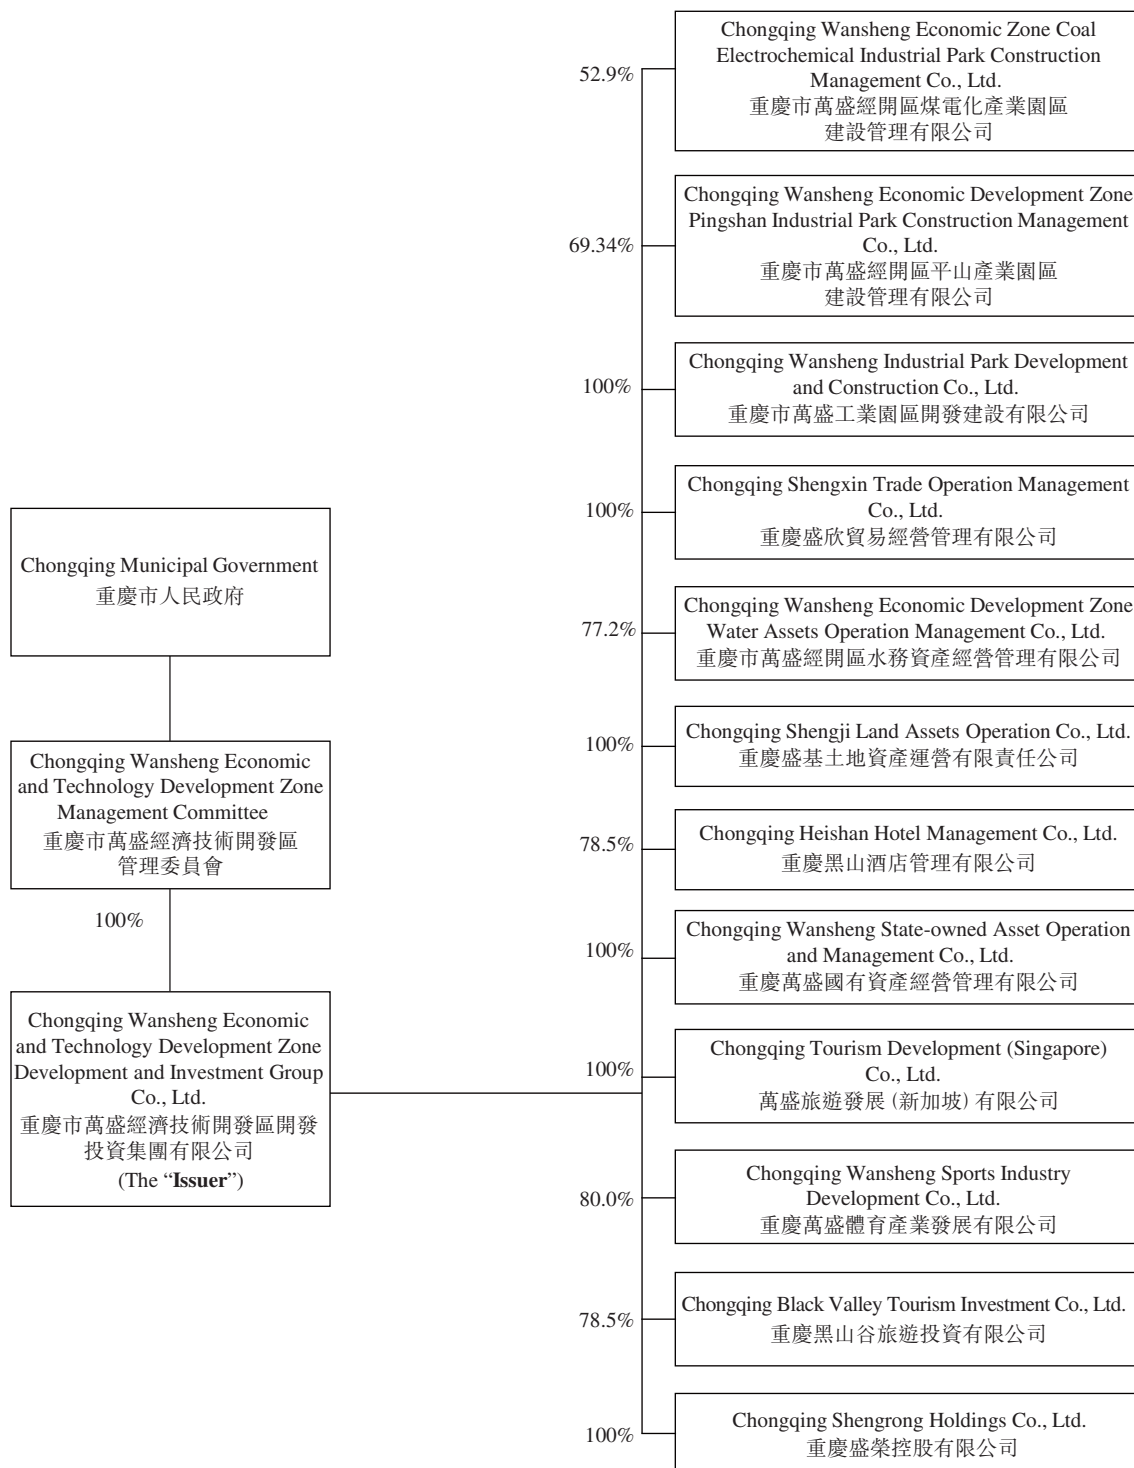 Chongqing Municipal Government
重慶市人民政府
Chongqing Wansheng Economic
and Technology Development Zone
Management Committee
重慶市萬盛經濟技術開發區
管理委員會
100%
Chongqing Wansheng Economic
and Technology Development Zone
Development and Investment Group
Co., Ltd.
重慶市萬盛經濟技術開發區開發
投資集團有限公司
(The “Issuer”)
52.9%
Chongqing Wansheng Economic Zone Coal
Electrochemical Industrial Park Construction
Management Co., Ltd.
重慶市萬盛經開區煤電化產業園區
建設管理有限公司
69.34%
Chongqing Wansheng Economic Development Zone
Pingshan Industrial Park Construction Management
Co., Ltd.
重慶市萬盛經開區平山產業園區
建設管理有限公司
100%
Chongqing Wansheng Industrial Park Development
and Construction Co., Ltd.
重慶市萬盛工業園區開發建設有限公司
100%
Chongqing Shengxin Trade Operation Management
Co., Ltd.
重慶盛欣貿易經營管理有限公司
77.2%
Chongqing Wansheng Economic Development Zone
Water Assets Operation Management Co., Ltd.
重慶市萬盛經開區水務資產經營管理有限公司
100%
Chongqing Shengji Land Assets Operation Co., Ltd.
重慶盛基土地資產運營有限責任公司
78.5%
Chongqing Heishan Hotel Management Co., Ltd.
重慶黑山酒店管理有限公司
100%
Chongqing Wansheng State-owned Asset Operation
and Management Co., Ltd.
重慶萬盛國有資產經營管理有限公司
100%
Chongqing Tourism Development (Singapore)
Co., Ltd.
萬盛旅遊發展 (新加坡) 有限公司
80.0%
Chongqing Wansheng Sports Industry
Development Co., Ltd.
重慶萬盛體育產業發展有限公司
78.5%
Chongqing Black Valley Tourism Investment Co., Ltd.
重慶黑山谷旅遊投資有限公司
100%
Chongqing Shengrong Holdings Co., Ltd.
重慶盛榮控股有限公司